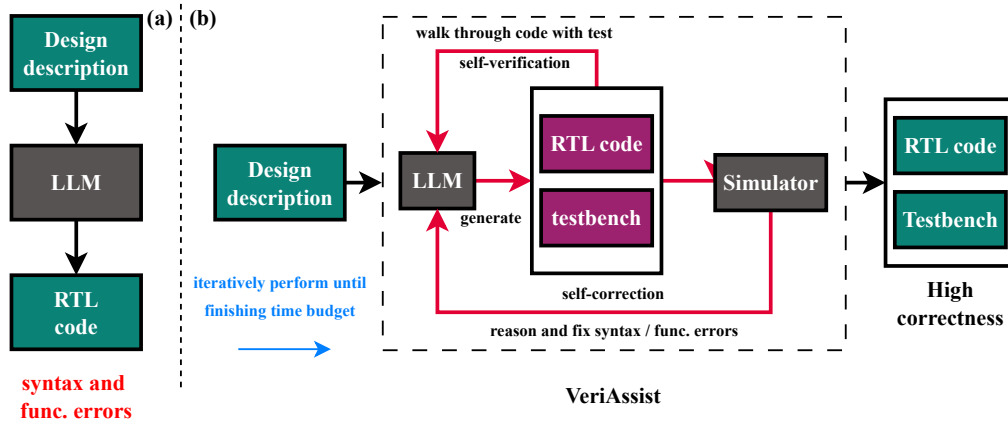 (a)
Design
description
LLM
RTL
code
syntax and
func. errors
(b)
walk through code with test
self-verification
Design
description
LLM
generate
RTL code
testbench
Simulator
self-correction
reason and fix syntax / func. errors
iteratively perform until
finishing time budget
VeriAssist
RTL code
Testbench
High
correctness